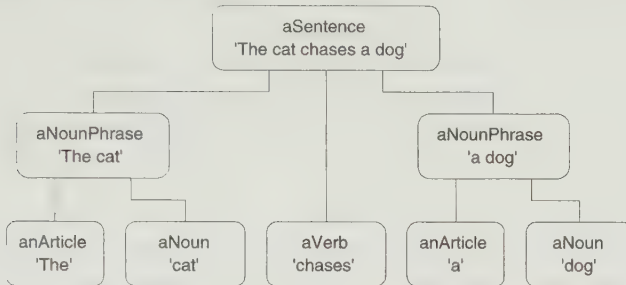 aSentence
'The cat chases a dog'
aNounPhrase
'The cat'
aNounPhrase
'a dog'
anArticle
'The'
aNoun
'cat'
aVerb
'chases'
anArticle
'a'
aNoun
'dog'